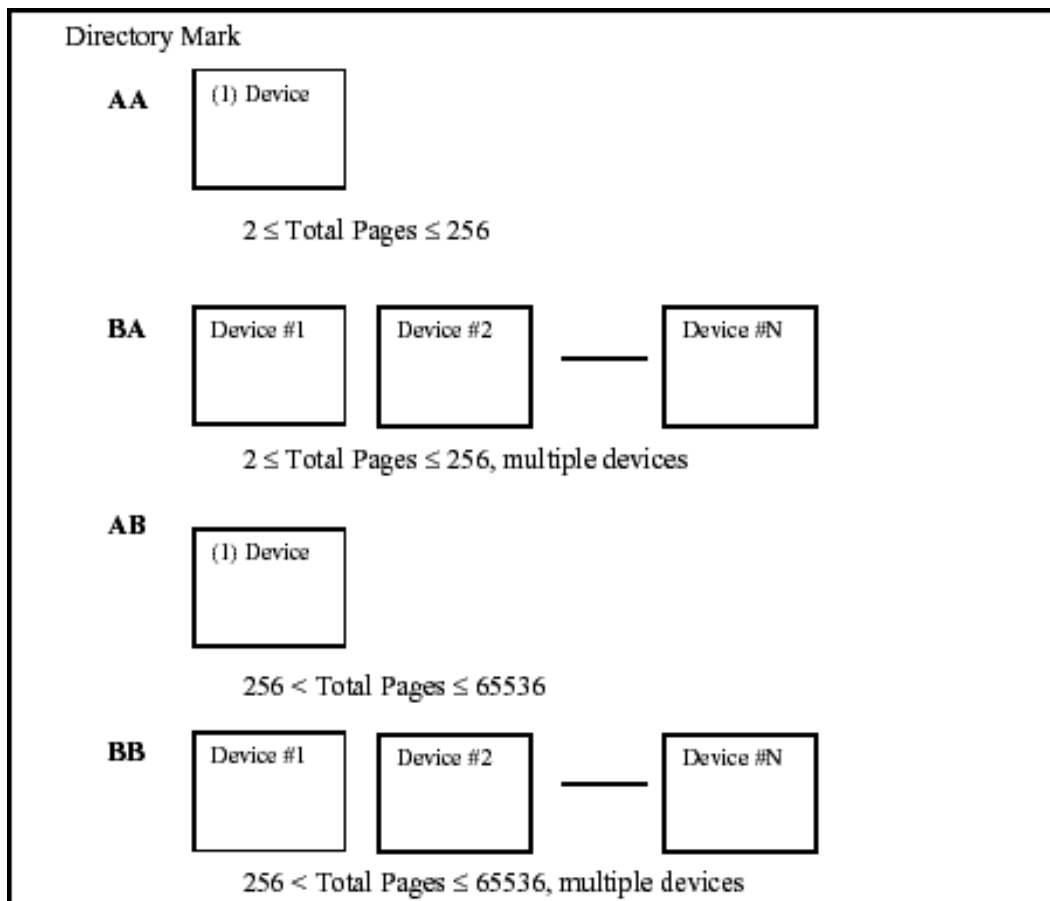 Directory Mark
AA
(1) Device
2 ≤ Total Pages ≤ 256
BA
Device #1
Device #2
Device #N
2 ≤ Total Pages ≤ 256, multiple devices
AB
(1) Device
256 < Total Pages ≤ 65536
BB
Device #1
Device #2
Device #N
256 < Total Pages ≤ 65536, multiple devices